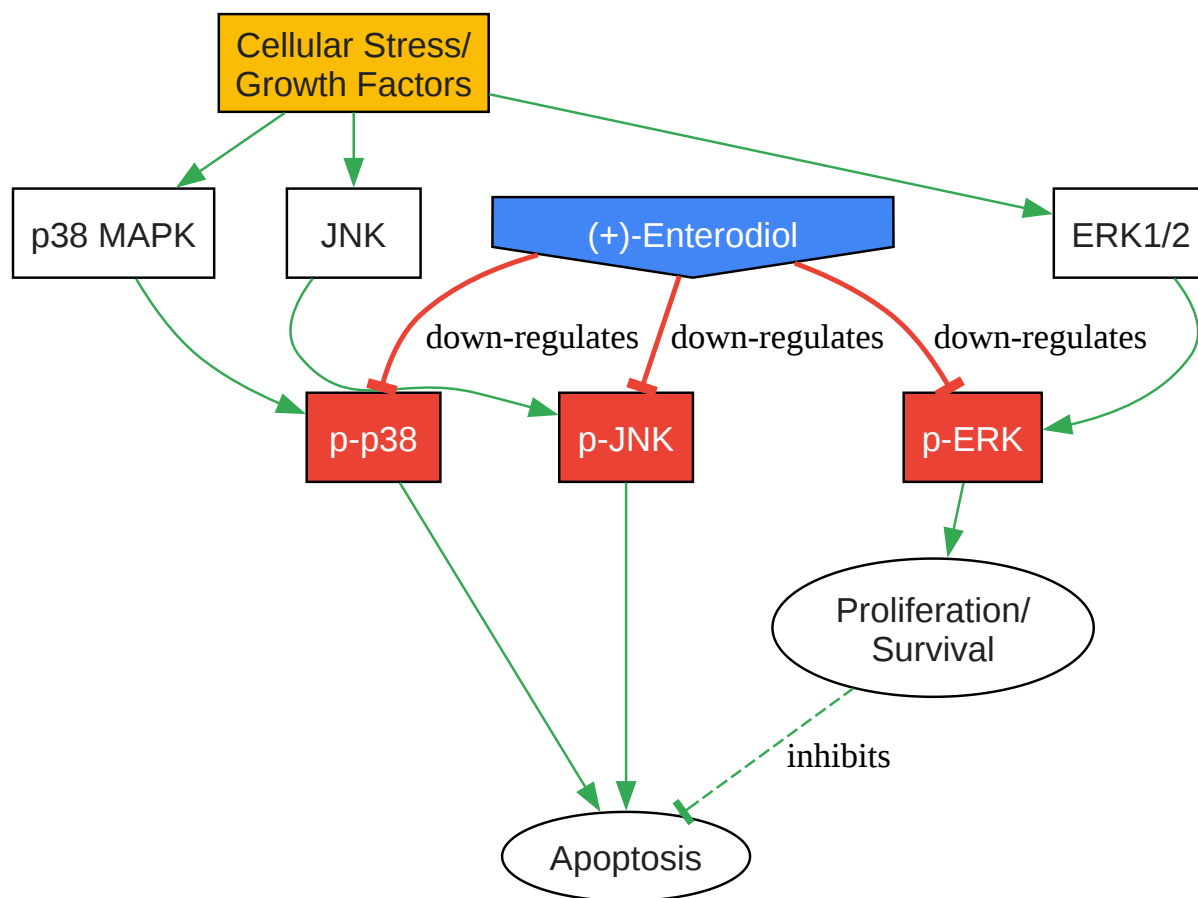 Cellular Stress/
Growth Factors
p38 MAPK
JNK
(+)-Enterodiol
ERK1/2
down-regulates
down-regulates
down-regulates
p-p38
p-JNK
p-ERK
Proliferation/
Survival
inhibits
Apoptosis